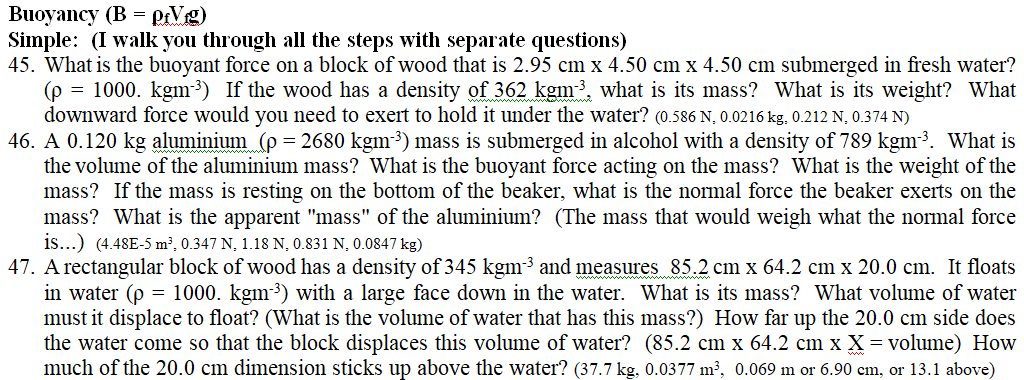 Buoyancy (B = ρfVfg)
Simple: (I walk you through all the steps with separate questions)
45. What is the buoyant force on a block of wood that is 2.95 cm x 4.50 cm x 4.50 cm submerged in fresh water?
(ρ = 1000. kgm⁻³) If the wood has a density of 362 kgm⁻³, what is its mass? What is its weight? What
downward force would you need to exert to hold it under the water? (0.586 N, 0.0216 kg, 0.212 N, 0.374 N)
46. A 0.120 kg aluminium (ρ = 2680 kgm⁻³) mass is submerged in alcohol with a density of 789 kgm⁻³. What is
the volume of the aluminium mass? What is the buoyant force acting on the mass? What is the weight of the
mass? If the mass is resting on the bottom of the beaker, what is the normal force the beaker exerts on the
mass? What is the apparent "mass" of the aluminium? (The mass that would weigh what the normal force
is...) (4.48E-5 m³, 0.347 N, 1.18 N, 0.831 N, 0.0847 kg)
47. A rectangular block of wood has a density of 345 kgm⁻³ and measures 85.2 cm x 64.2 cm x 20.0 cm. It floats
in water (ρ = 1000. kgm⁻³) with a large face down in the water. What is its mass? What volume of water
must it displace to float? (What is the volume of water that has this mass?) How far up the 20.0 cm side does
the water come so that the block displaces this volume of water? (85.2 cm x 64.2 cm x X = volume) How
much of the 20.0 cm dimension sticks up above the water? (37.7 kg, 0.0377 m³, 0.069 m or 6.90 cm, or 13.1 above)